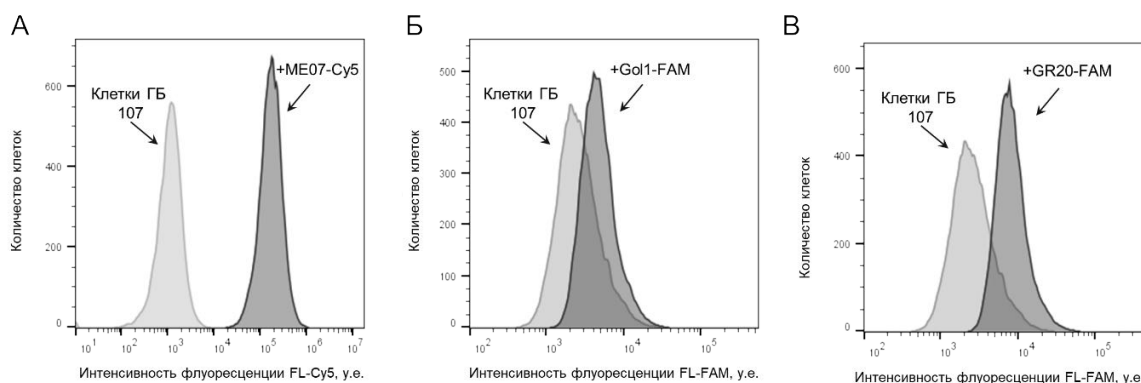 А
Количество клеток
600
400
200
0
Клетки ГБ
107
+ME07-Cy5
10¹
10²
10³
10⁴
10⁵
10⁶
10⁷
Интенсивность флуоресценции FL-Cy5, у.е.
Б
Количество клеток
500
400
300
200
100
0
Клетки ГБ
107
+Gol1-FAM
10²
10³
10⁴
10⁵
Интенсивность флуоресценции FL-FAM, у.е.
В
Количество клеток
600
400
200
0
Клетки ГБ
107
+GR20-FAM
10²
10³
10⁴
10⁵
Интенсивность флуоресценции FL-FAM, у.е.